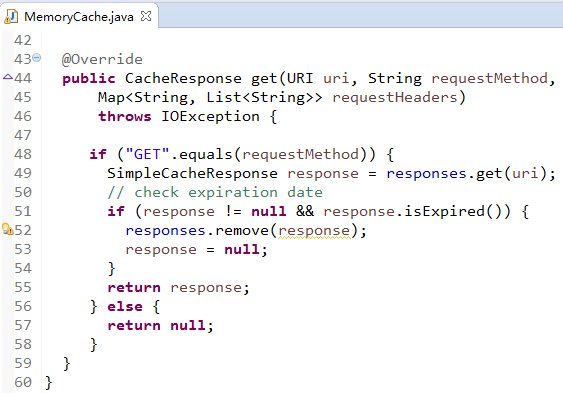 MemoryCache.java
42
43 @Override
44 public CacheResponse get(URI uri, String requestMethod,
45 Map<String, List<String>> requestHeaders)
46 throws IOException {
47
48 if ("GET".equals(requestMethod)) {
49 SimpleCacheResponse response = responses.get(uri);
50 // check expiration date
51 if (response != null && response.isExpired()) {
52 responses.remove(response);
53 response = null;
54 }
55 return response;
56 } else {
57 return null;
58 }
59 }
60 }